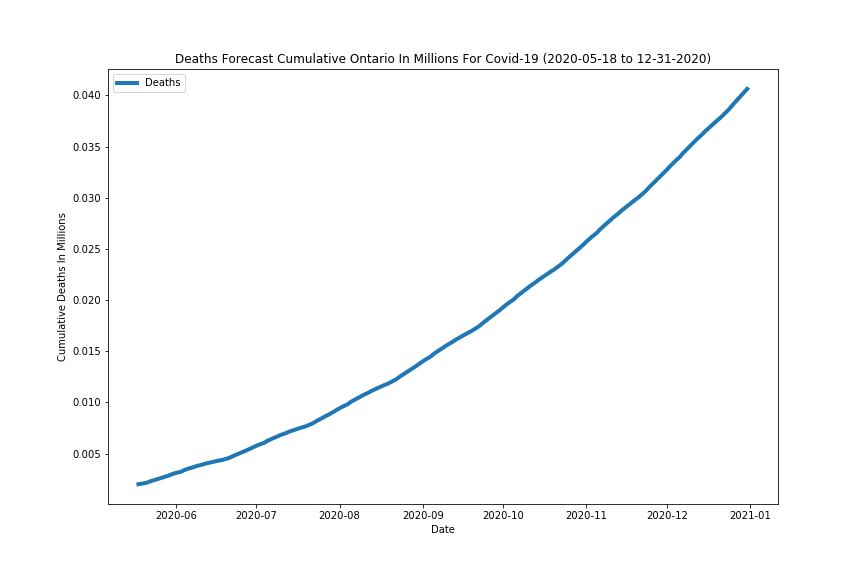 Deaths Forecast Cumulative Ontario In Millions For Covid-19 (2020-05-18 to 12-31-2020)
Deaths
0.040
0.035
0.030
0.025
0.020
0.015
0.010
0.005
Cumulative Deaths In Millions
2020-06 2020-07 2020-08 2020-09 2020-10 2020-11 2020-12 2021-01
Date